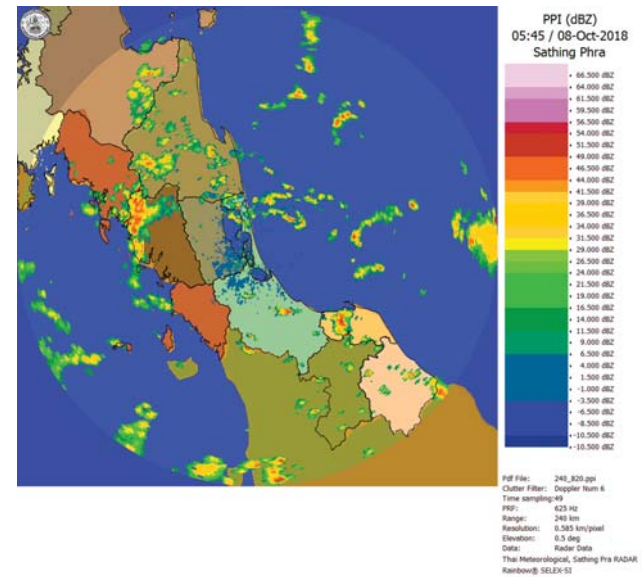 PPI (dBZ)
05:45 / 08-Oct-2018
Sathing Phra
66.500 dBZ
64.000 dBZ
61.500 dBZ
59.500 dBZ
56.500 dBZ
54.000 dBZ
51.500 dBZ
49.000 dBZ
46.500 dBZ
44.000 dBZ
41.500 dBZ
39.000 dBZ
36.500 dBZ
34.000 dBZ
31.500 dBZ
29.000 dBZ
26.500 dBZ
24.000 dBZ
21.500 dBZ
19.000 dBZ
16.500 dBZ
14.000 dBZ
11.500 dBZ
9.000 dBZ
6.500 dBZ
4.000 dBZ
1.500 dBZ
-1.000 dBZ
-3.500 dBZ
-6.500 dBZ
-8.500 dBZ
-10.500 dBZ
-10.500 dBZ
Pdf File: 240_820.ppi
Clutter Filter: Doppler Num 6
Time sampling:49
PRF: 625 Hz
Range: 240 km
Resolution: 0.585 km/pixel
Elevation: 0.5 deg
Data: Radar Data
Thai Meteorological, Sathing Pra RADAR
Rainbow® SELEX-SI